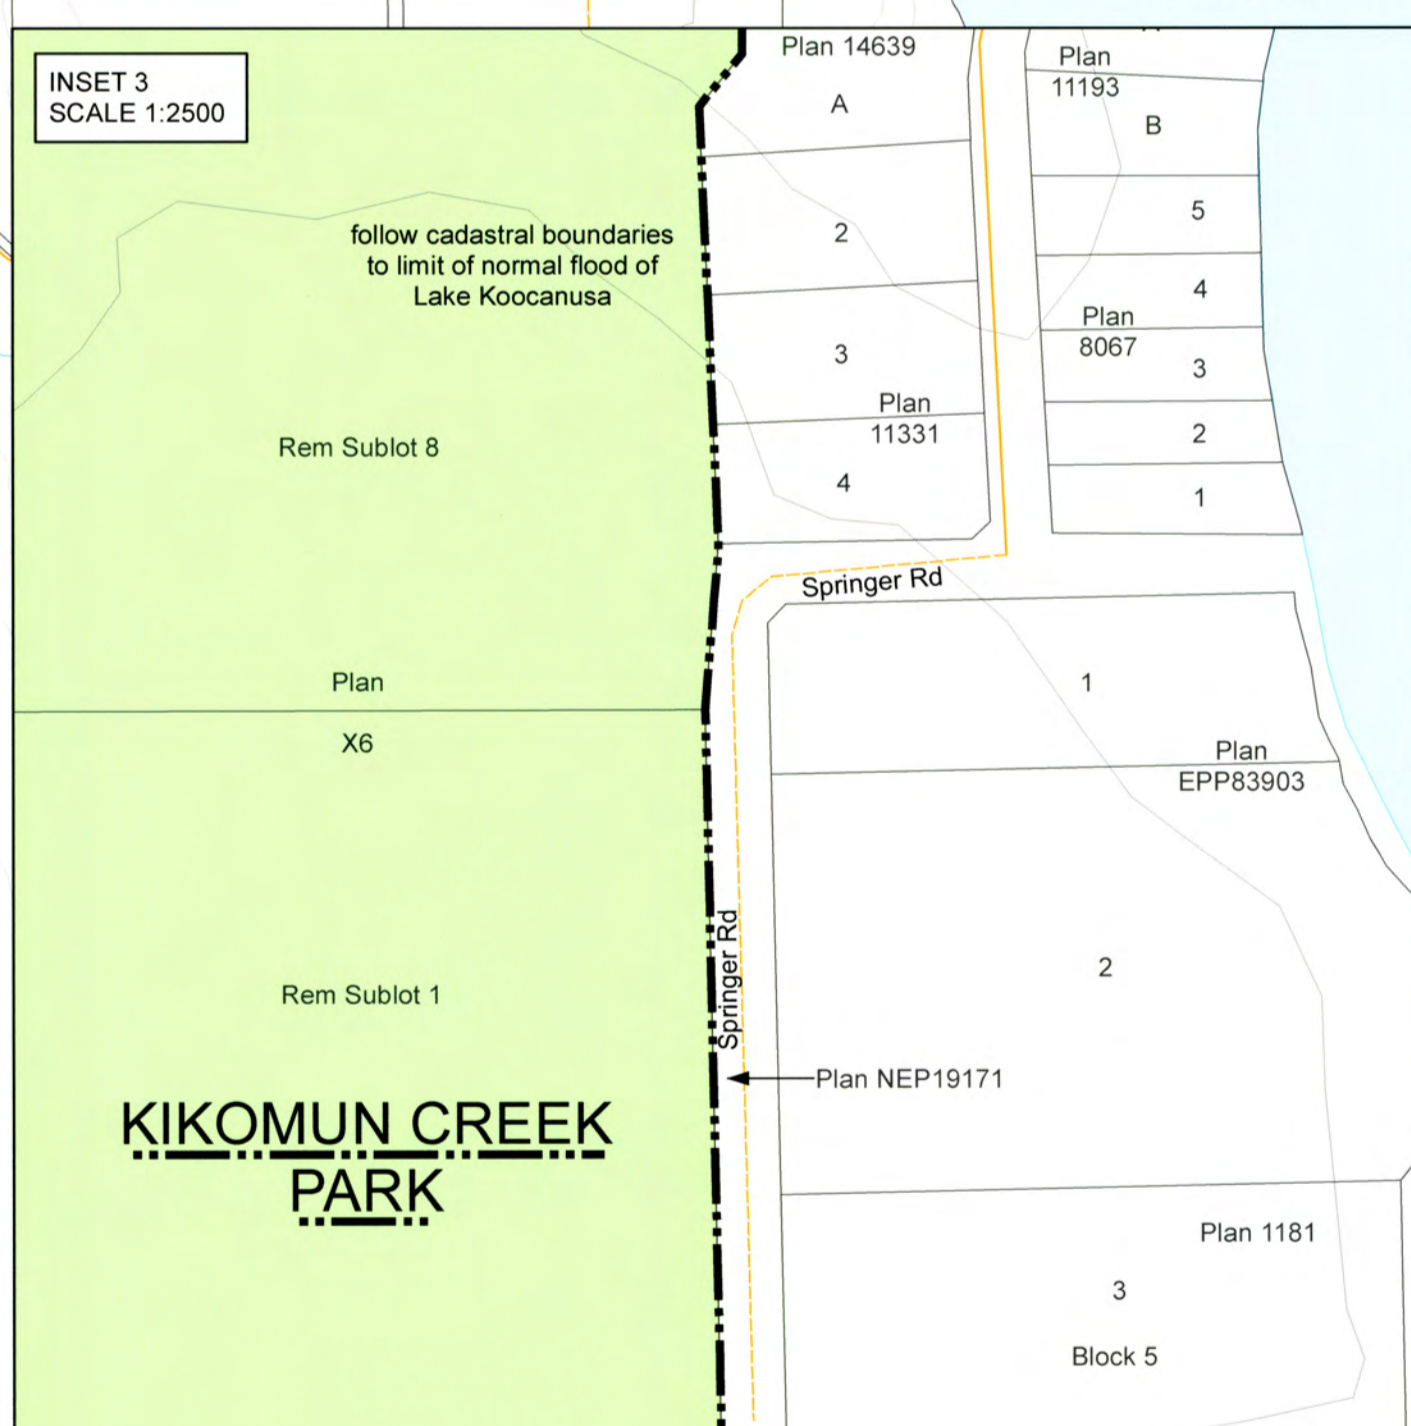 INSET 3
SCALE 1:2500
Plan 14639
A
Plan
11193
B
5
4
Plan
8067
3
2
1
follow cadastral boundaries
to limit of normal flood of
Lake Koocanusa
2
3
Plan
11331
4
Rem Sublot 8
Springer Rd
Plan
X6
1
Plan
EPP83903
2
Springer Rd
Rem Sublot 1
Plan NEP19171
KIKOMUN CREEK
PARK
Plan 1181
3
Block 5